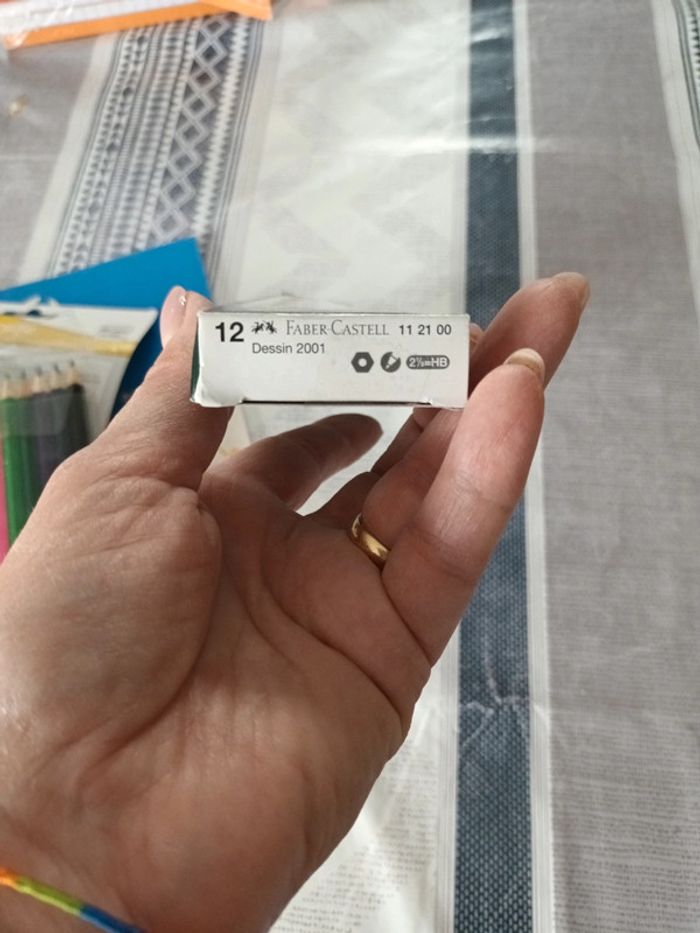 12 FABER-CASTELL 11 21 00
Dessin 2001
2½=HB